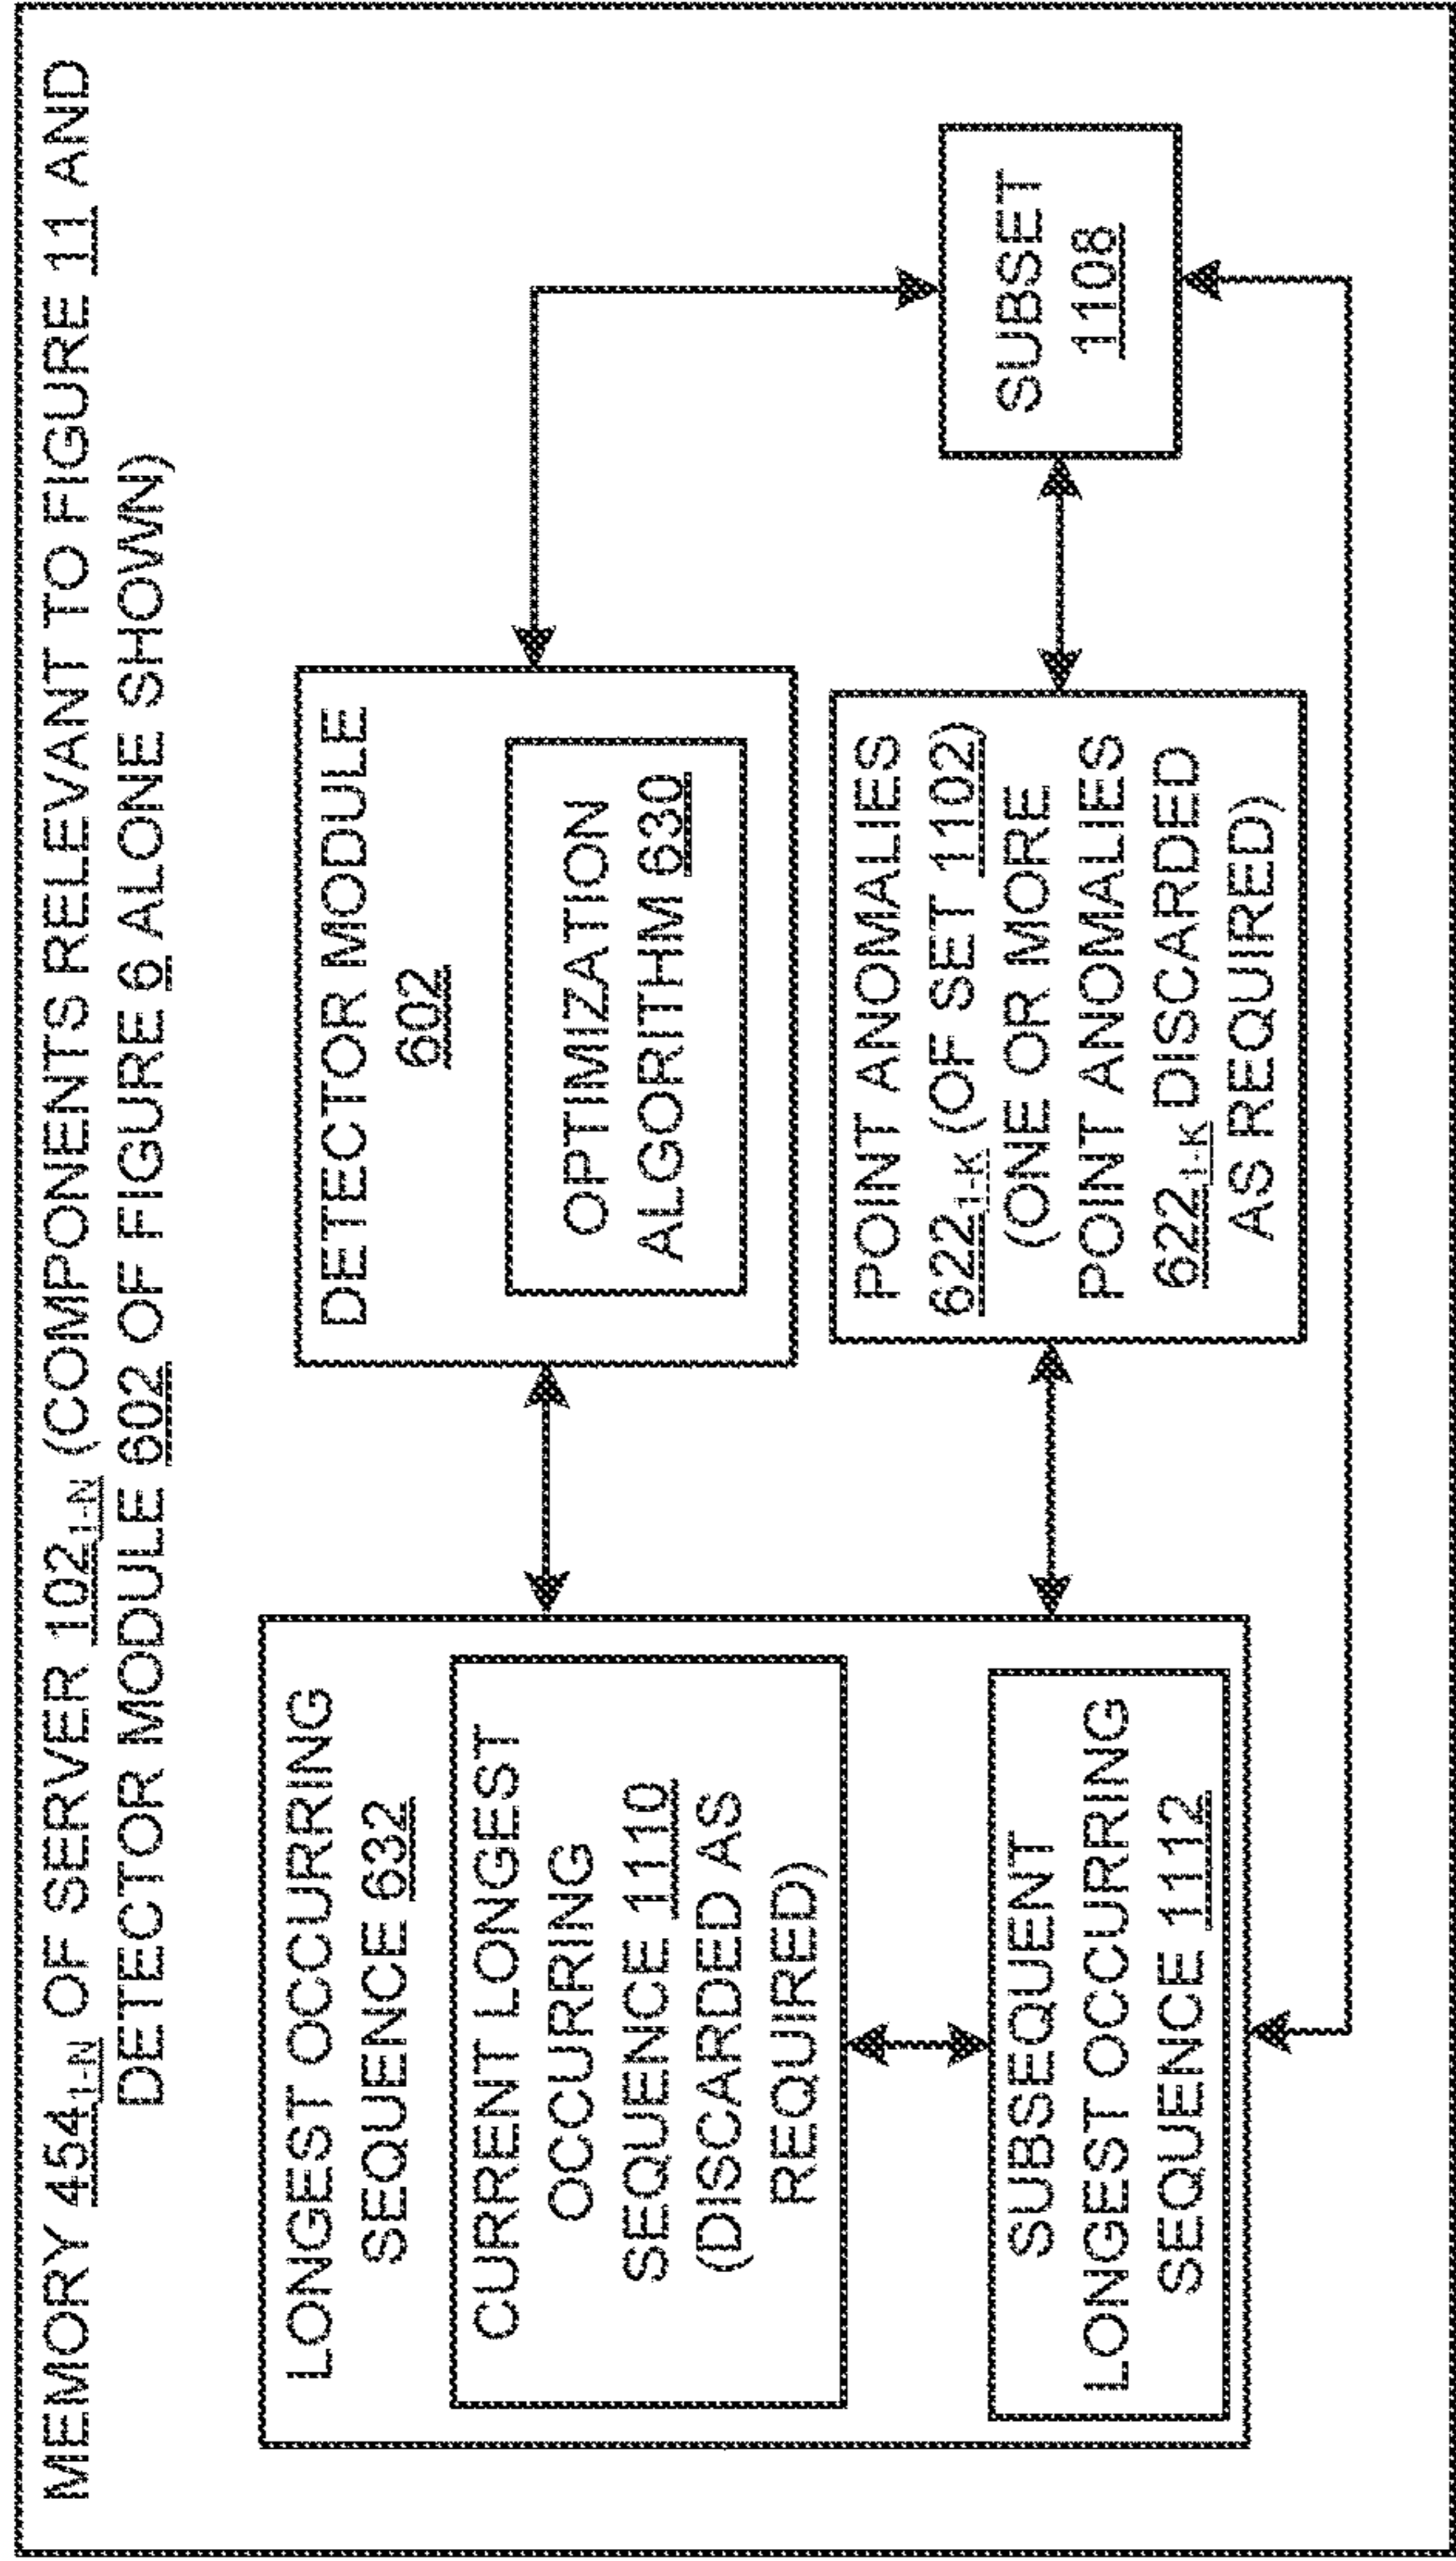 MEMORY 454₁₋N OF SERVER 102₁₋N (COMPONENTS RELEVANT TO FIGURE 11 AND
DETECTOR MODULE 602 OF FIGURE 6 ALONE SHOWN)
LONGEST OCCURRING
SEQUENCE 632
CURRENT LONGEST
OCCURRING
SEQUENCE 1110
(DISCARDED AS
REQUIRED)
SUBSEQUENT
LONGEST OCCURRING
SEQUENCE 1112
DETECTOR MODULE
602
OPTIMIZATION
ALGORITHM 630
POINT ANOMALIES
622₁₋K (OF SET 1102)
(ONE OR MORE
POINT ANOMALIES
622₁₋K DISCARDED
AS REQUIRED)
SUBSET
1108